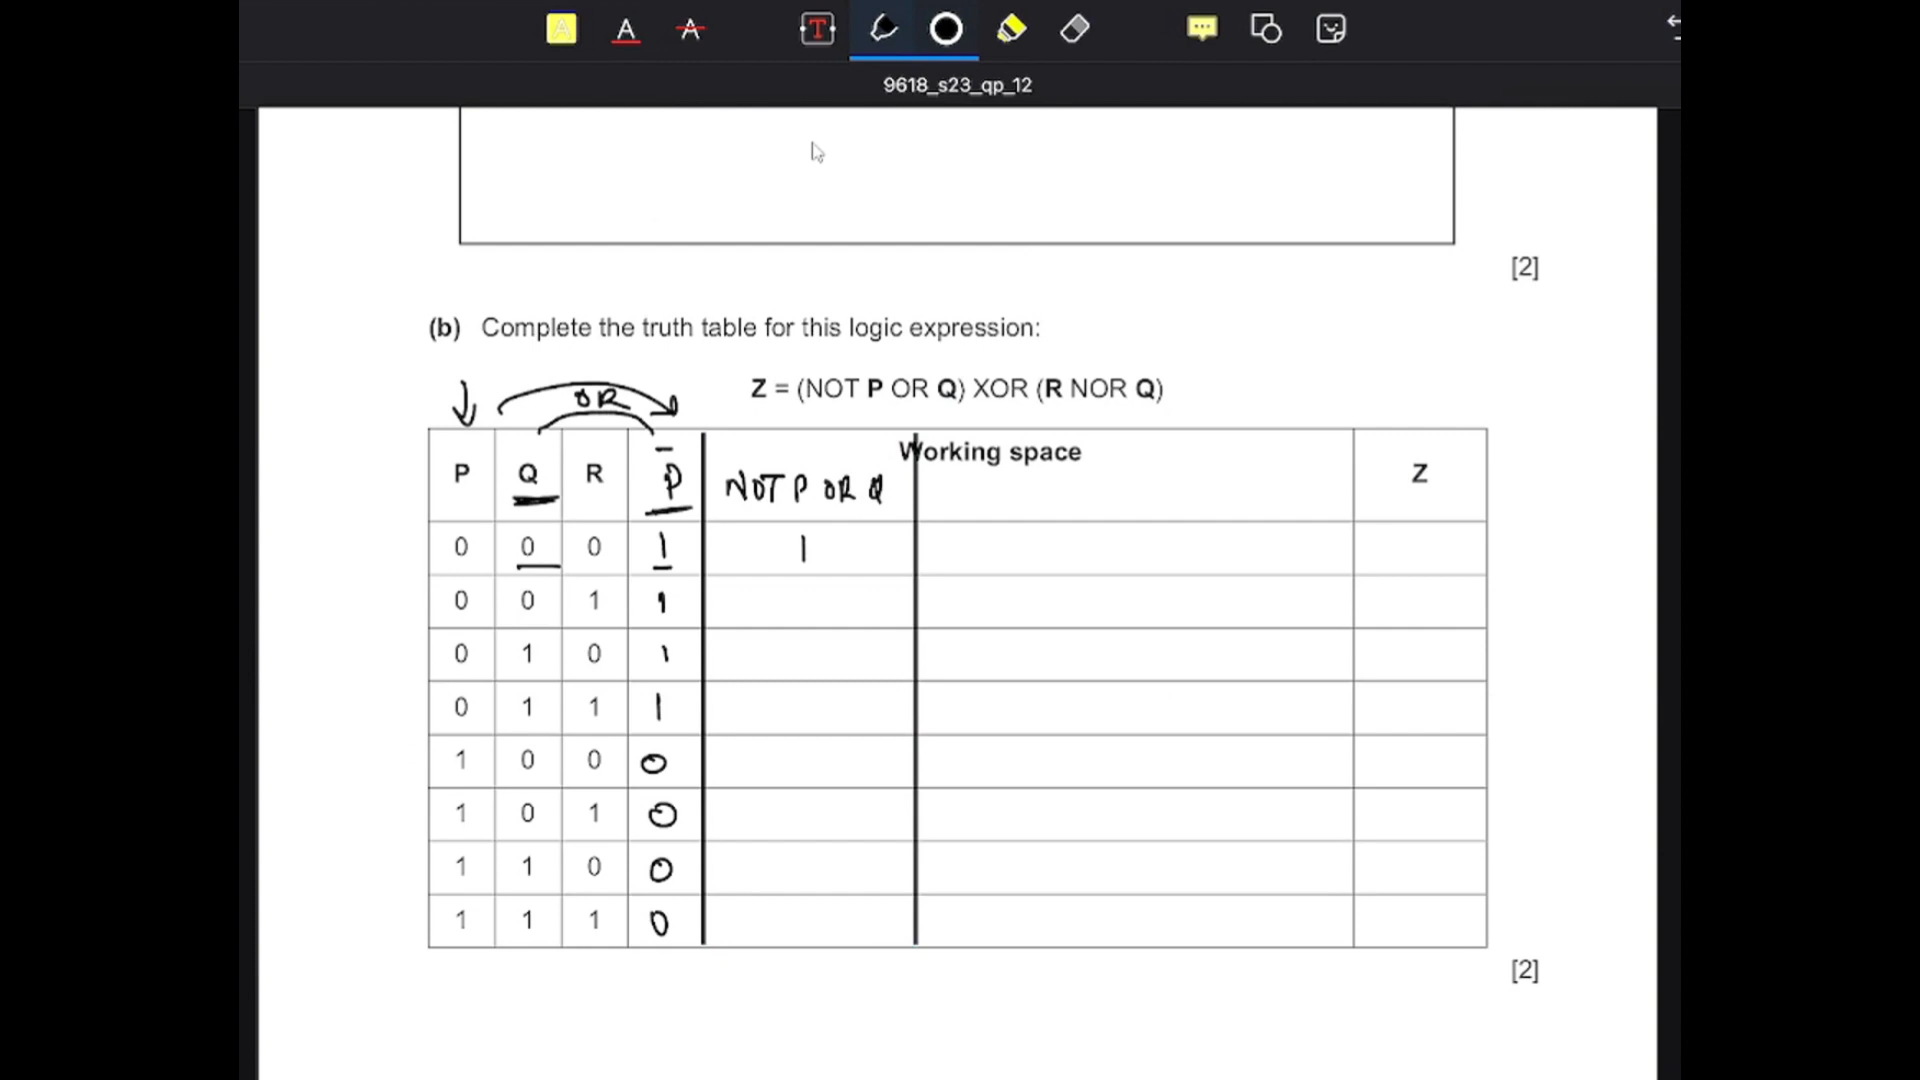 A A A T
9618_s23_qp_12
[2]
(b) Complete the truth table for this logic expression:
Z = (NOT P OR Q) XOR (R NOR Q)
OR
Working space
P Q R P̅ NOT P OR Q Z
0 0 0 1 1
0 0 1 1
0 1 0 1
0 1 1 1
1 0 0 0
1 0 1 0
1 1 0 0
1 1 1 0
[2]